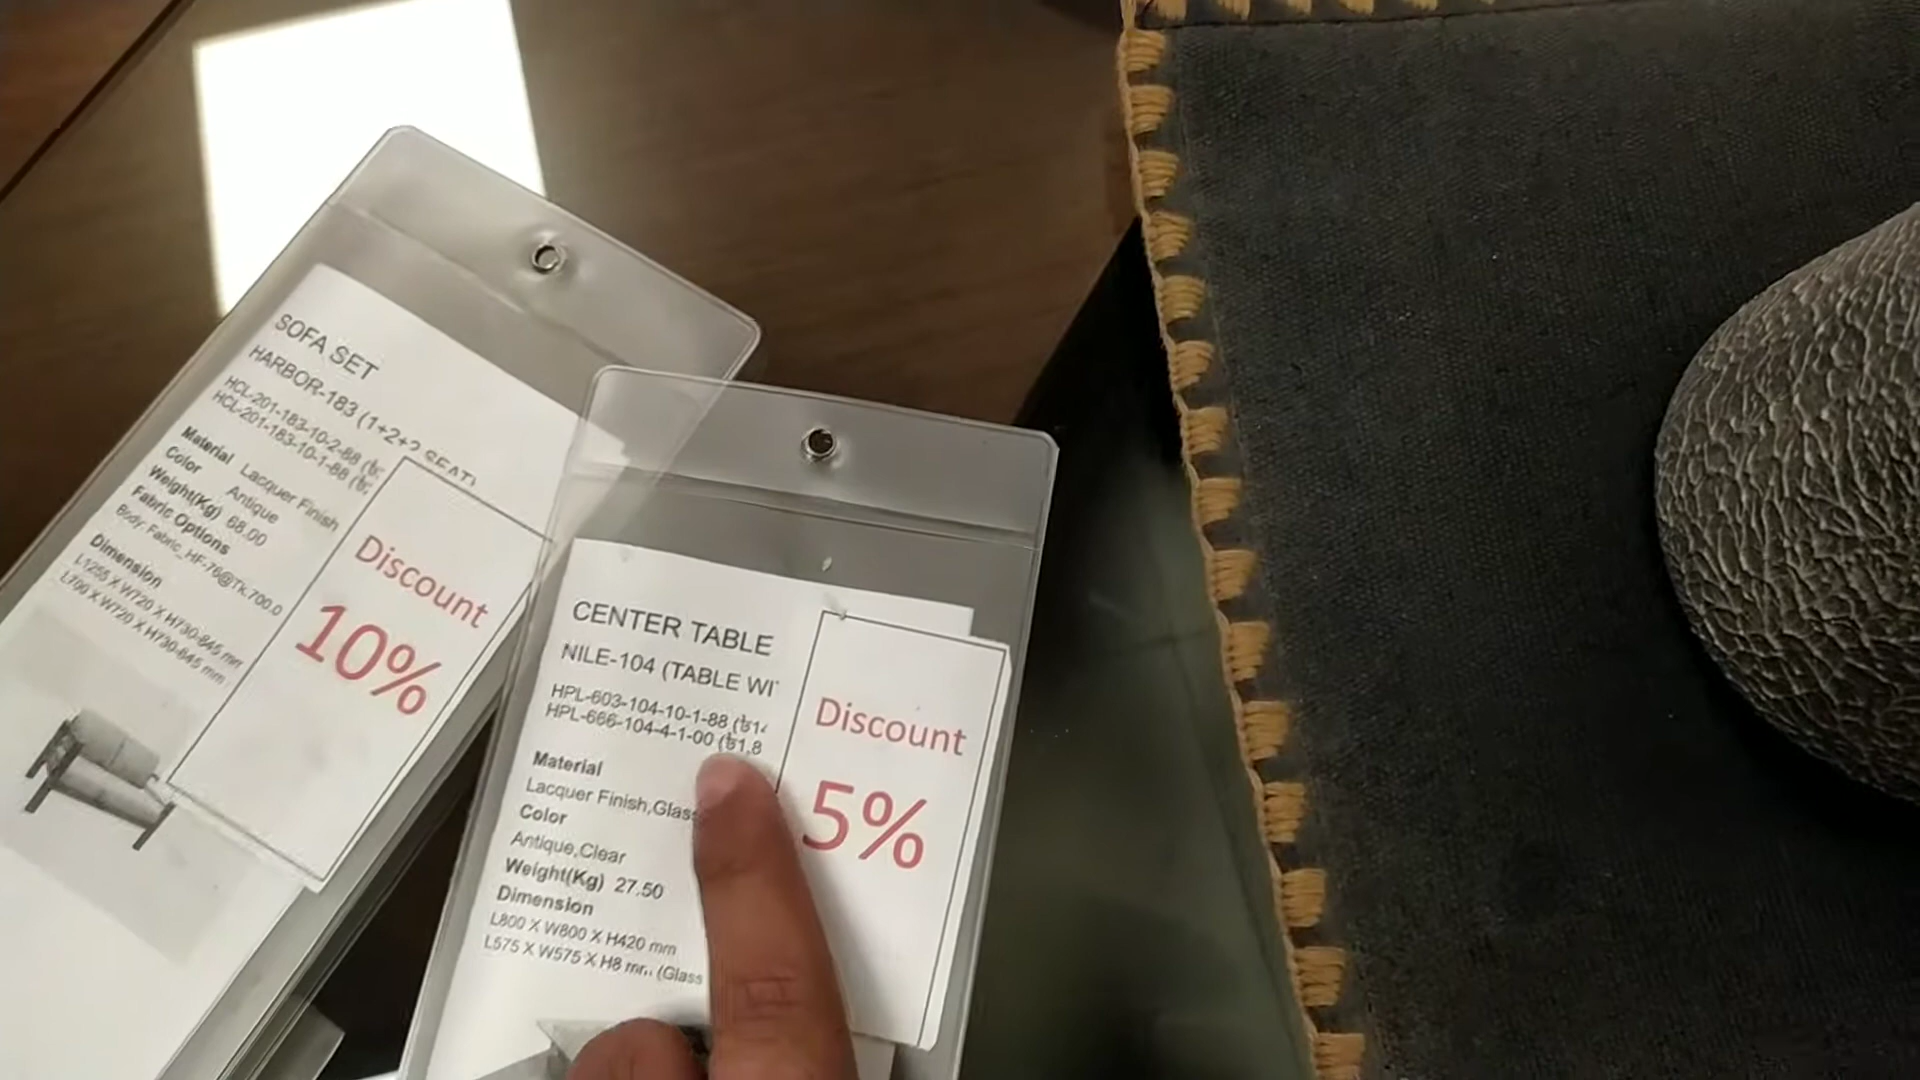 SOFA SET
HARBOR-183 (1+2+2 SEAT)
HCL-201-183-10-2-88 (৳
HCL-201-183-10-1-88 (৳
Material Lacquer Finish
Color Antique
Weight(Kg) 68.00
Fabric Options
Body: Fabric_HF-76@Tk.700.0
Dimension
L1255 X W720 X H730-845 mm
L700 X W720 X H730-845 mm
Discount
10%
CENTER TABLE
NILE-104 (TABLE WI
HPL-603-104-10-1-88 (৳14
HPL-666-104-4-1-00 (৳1,8
Material
Lacquer Finish,Glass
Color
Antique,Clear
Weight(Kg) 27.50
Dimension
L800 X W800 X H420 mm
L575 X W575 X H8 mm, (Glass
Discount
5%